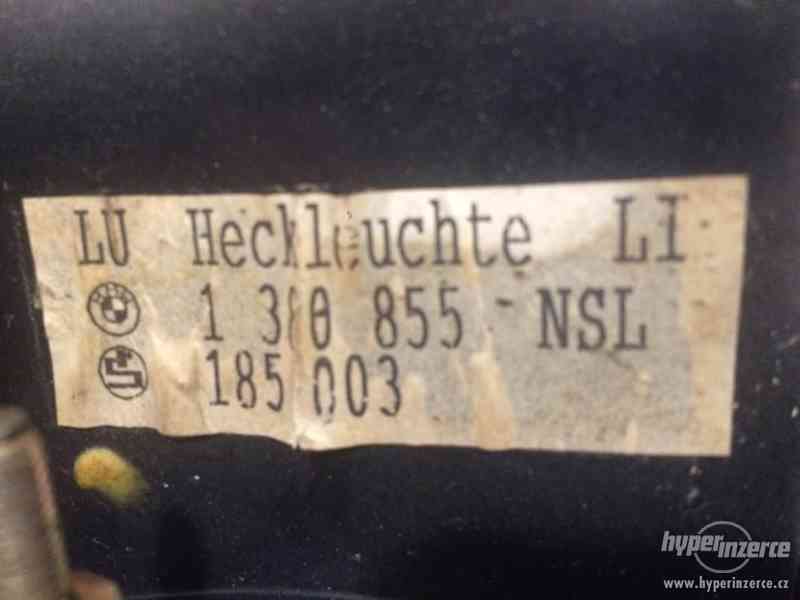 LU Heckleuchte LI
1 380 855 - NSL
185 003
hyperinzerce
www.hyperinzerce.cz